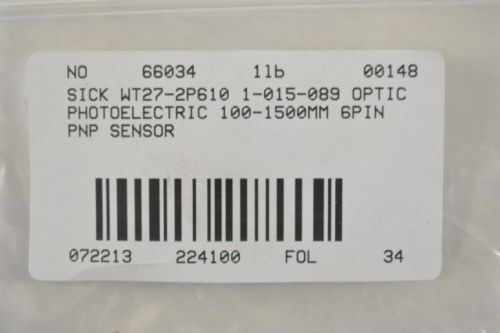 NO 66034 1lb 00148
SICK WT27-2P610 1-015-089 OPTIC
PHOTOELECTRIC 100-1500MM 6PIN
PNP SENSOR
072213 224100 FOL 34